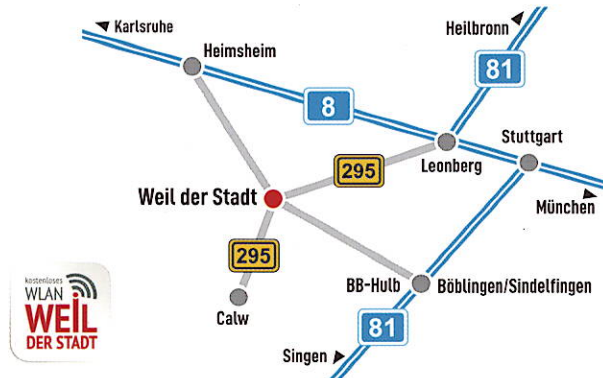 Karlsruhe
Heilbronn
Heimsheim
81
8
Stuttgart
Leonberg
295
Weil der Stadt
München
295
BB-Hulb Böblingen/Sindelfingen
Calw
81
Singen
kostenloses
WLAN
WEIL
DER STADT